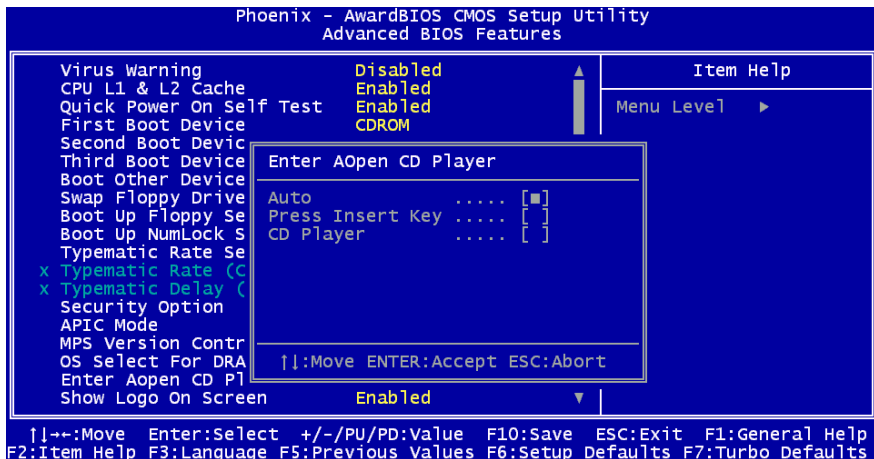 Phoenix - AwardBIOS CMOS Setup Utility
Advanced BIOS Features
Virus Warning Disabled
CPU L1 & L2 Cache Enabled
Quick Power On Self Test Enabled
First Boot Device CDROM
Second Boot Devic
Third Boot Device
Boot Other Device
Swap Floppy Drive
Boot Up Floppy Se
Boot Up NumLock S
Typematic Rate Se
x Typematic Rate (C
x Typematic Delay (
Security Option
APIC Mode
MPS Version Contr
OS Select For DRA
Enter Aopen CD Pl
Show Logo On Screen Enabled
Enter AOpen CD Player
Auto ..... [■]
Press Insert Key ..... [ ]
CD Player ..... [ ]
↑↓:Move ENTER:Accept ESC:Abort
Item Help
Menu Level ▶
↑↓→←:Move Enter:Select +/-/PU/PD:Value F10:Save ESC:Exit F1:General Help
F2:Item Help F3:Language F5:Previous Values F6:Setup Defaults F7:Turbo Defaults